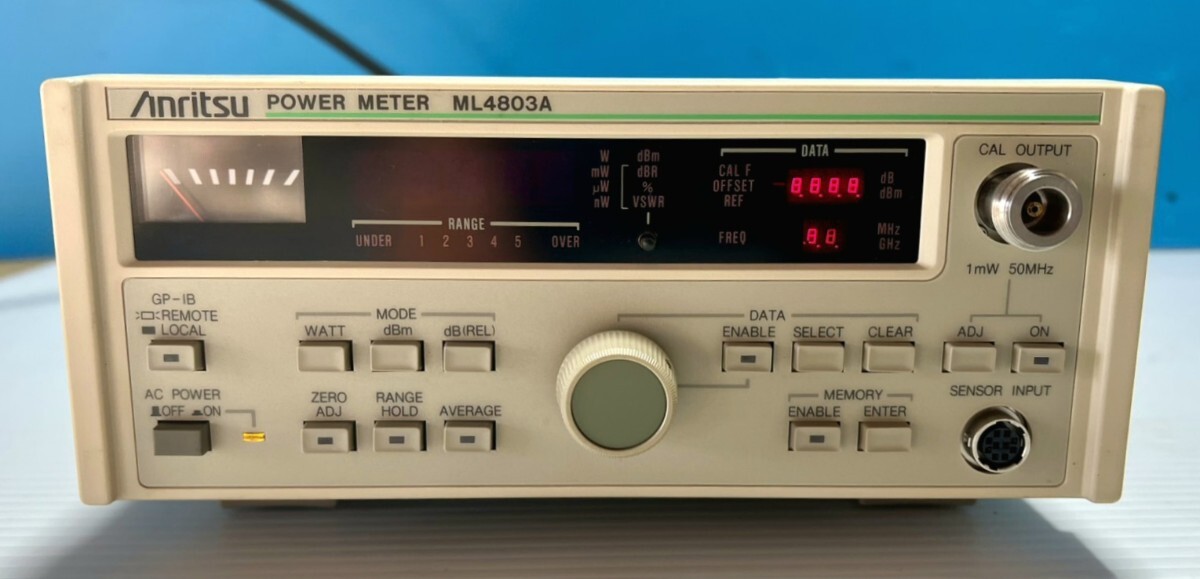 Anritsu POWER METER ML4803A
W dBm
mW dBR
µW %
nW VSWR
DATA
CAL F
OFFSET
REF
8.8.8.8. dB
dBm
FREQ 8.8. MHz
GHz
RANGE
UNDER 1 2 3 4 5 OVER
CAL OUTPUT
1mW 50MHz
GP-IB
REMOTE
LOCAL
MODE
WATT dBm dB(REL)
DATA
ENABLE SELECT CLEAR
ADJ ON
AC POWER
OFF ON
ZERO ADJ
RANGE HOLD
AVERAGE
MEMORY
ENABLE ENTER
SENSOR INPUT